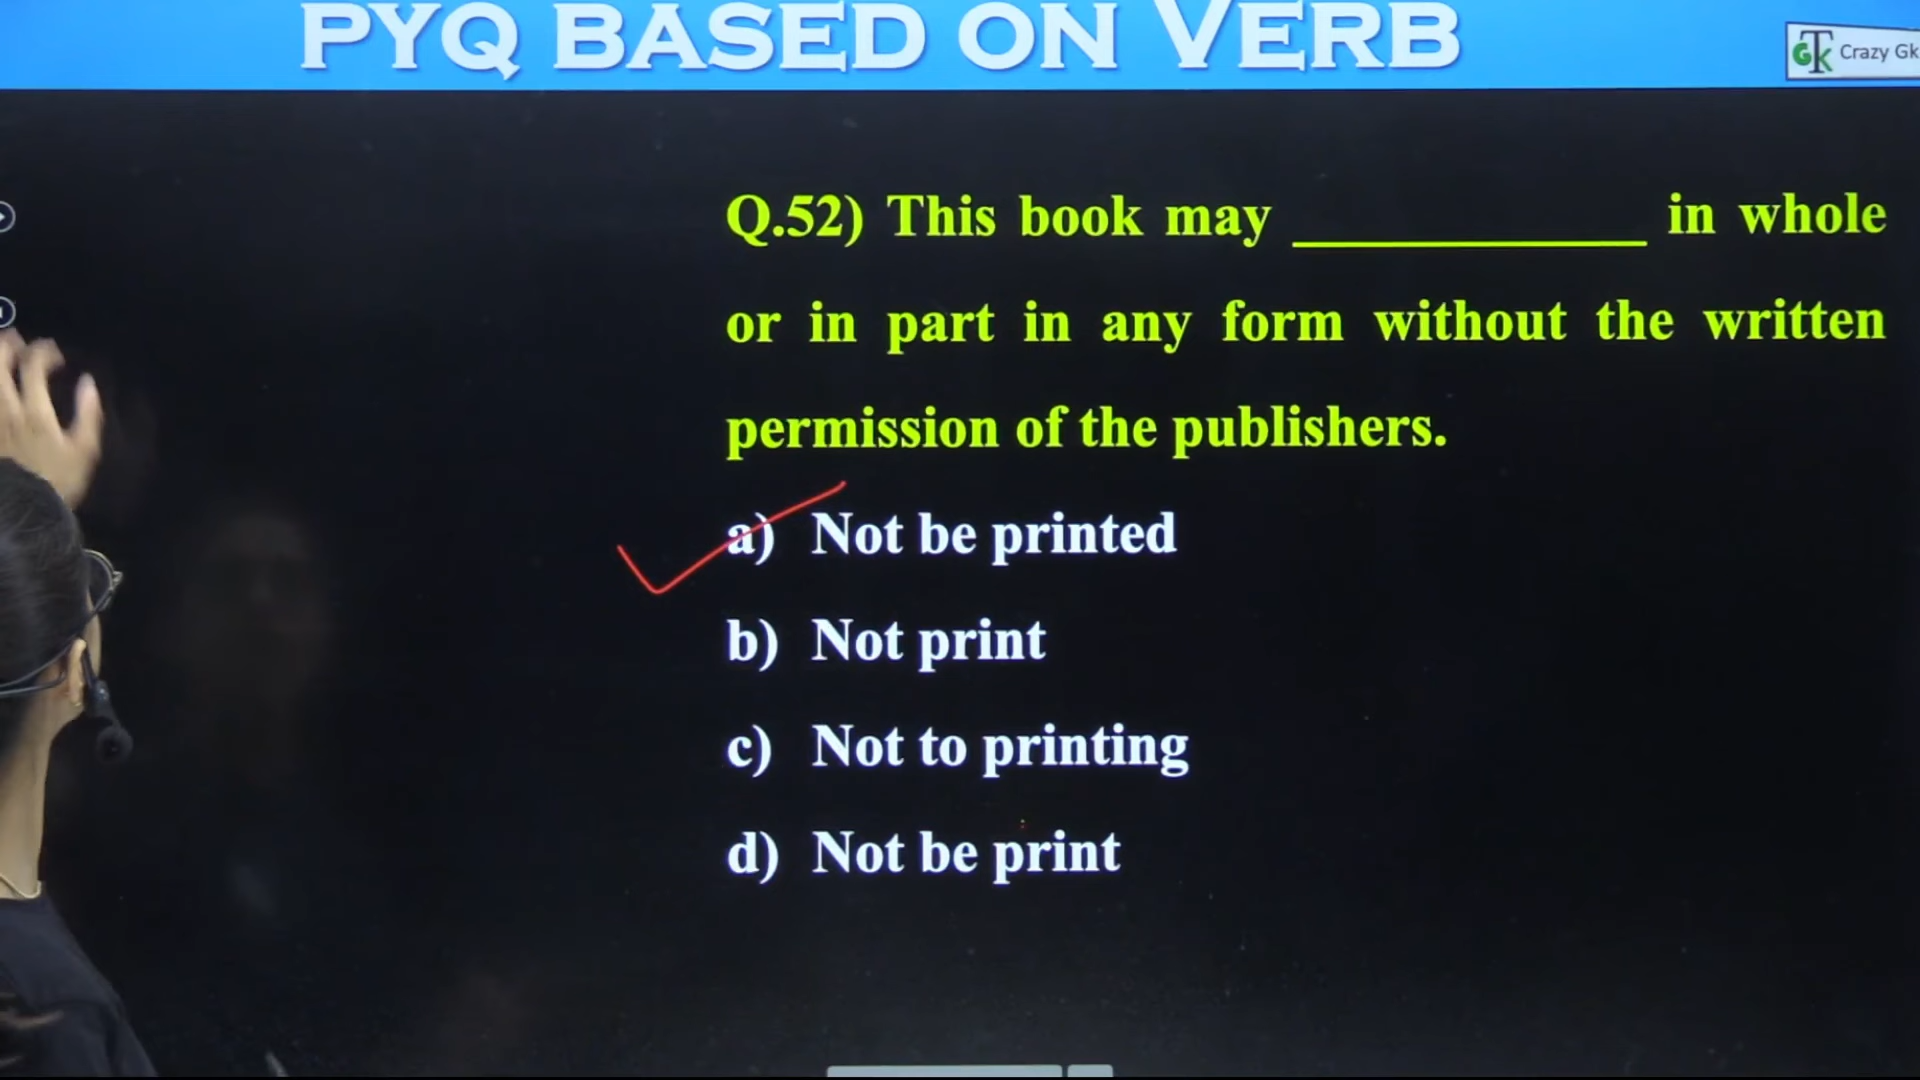 PYQ BASED ON VERB
GTK Crazy Gk
Q.52) This book may ____________ in whole
or in part in any form without the written
permission of the publishers.
a) Not be printed
b) Not print
c) Not to printing
d) Not be print